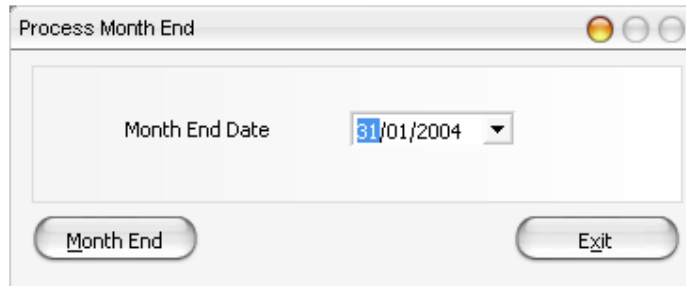 Process Month End
Month End Date 31/01/2004
Month End Exit